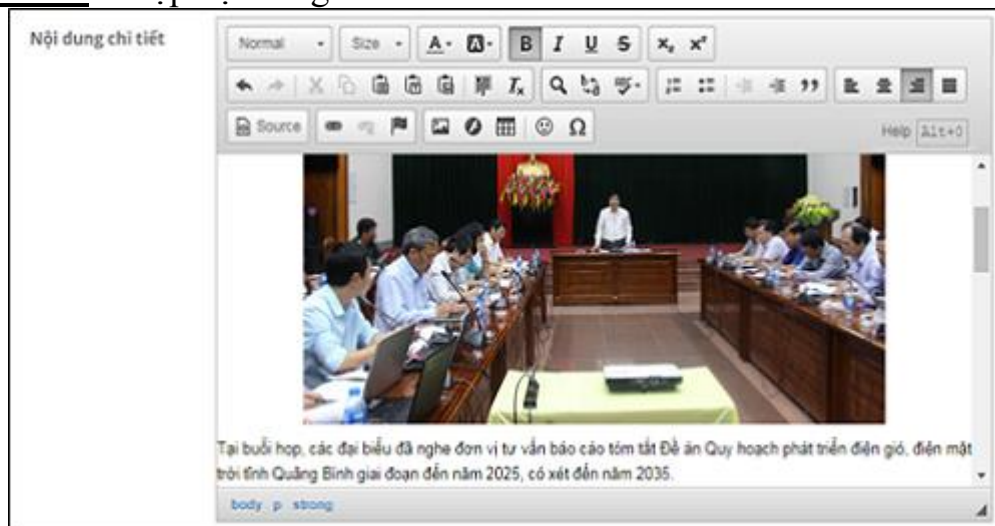 Nội dung chi tiết
Normal
Size
A
A
B I U S
x₂ x²
Source
Help Alt+0
Tại buổi họp, các đại biểu đã nghe đơn vị tư vấn báo cáo tóm tắt Đề án Quy hoạch phát triển điện gió, điện mặt
trời tỉnh Quảng Bình giai đoạn đến năm 2025, có xét đến năm 2035.
body p strong